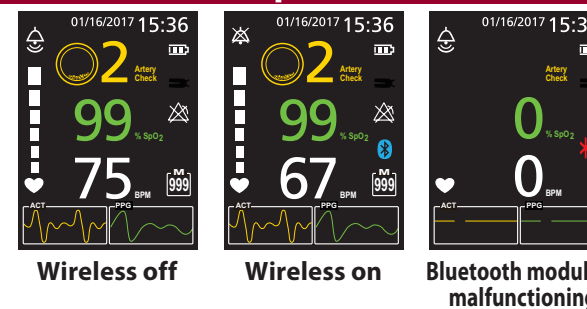 01/16/2017 15:36
2 Artery
Check
99 % SpO2
75 BPM
M
999
ACT PPG
Wireless off
01/16/2017 15:36
2 Artery
Check
99 % SpO2
67 BPM
M
999
ACT PPG
Wireless on
01/16/2017 15:3
Artery
Check
0 % SpO2
0 BPM
ACT PPG
Bluetooth modul
malfunctioning